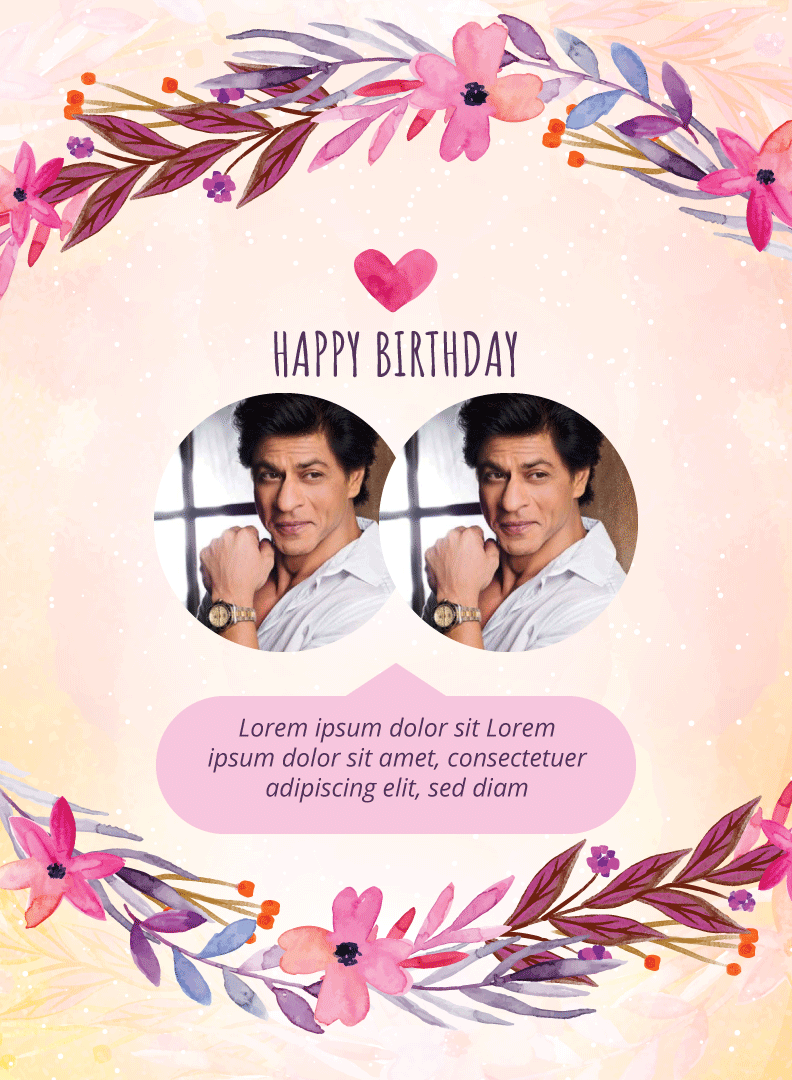 HAPPY BIRTHDAY
Lorem ipsum dolor sit Lorem
ipsum dolor sit amet, consectetuer
adipiscing elit, sed diam